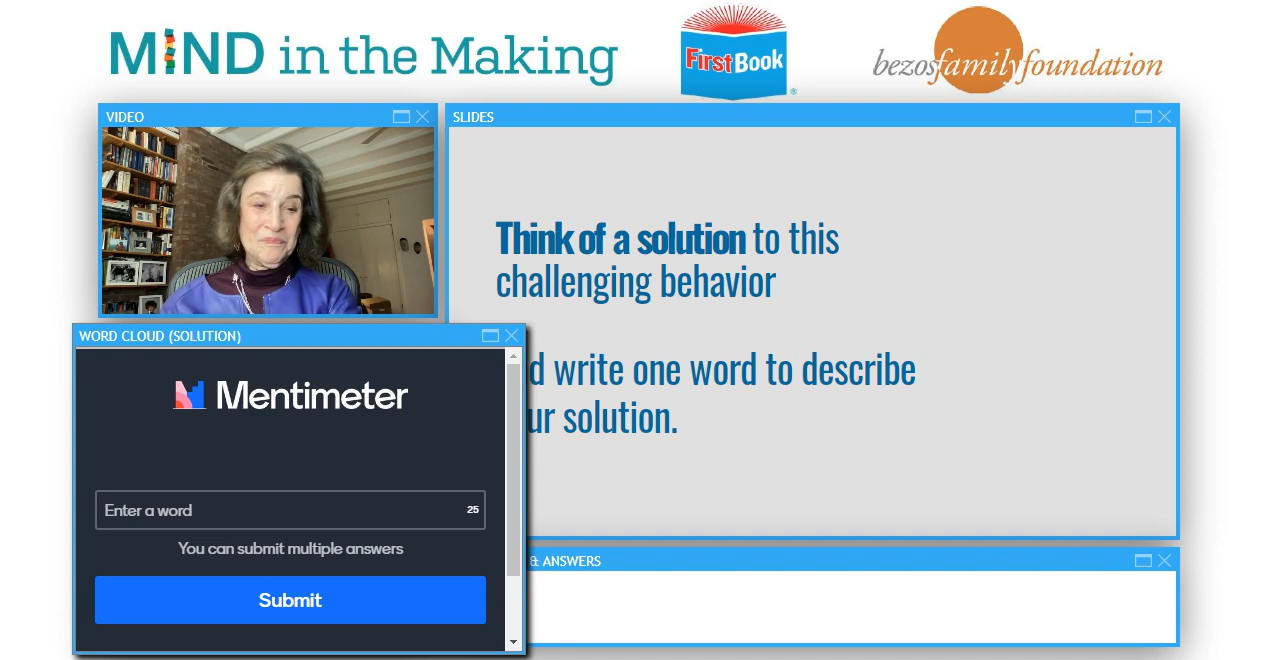 MIND in the Making
First Book
®
bezosfamilyfoundation
VIDEO
SLIDES
Think of a solution to this
challenging behavior
d write one word to describe
ur solution.
WORD CLOUD (SOLUTION)
Mentimeter
Enter a word 25
You can submit multiple answers
Submit
& ANSWERS